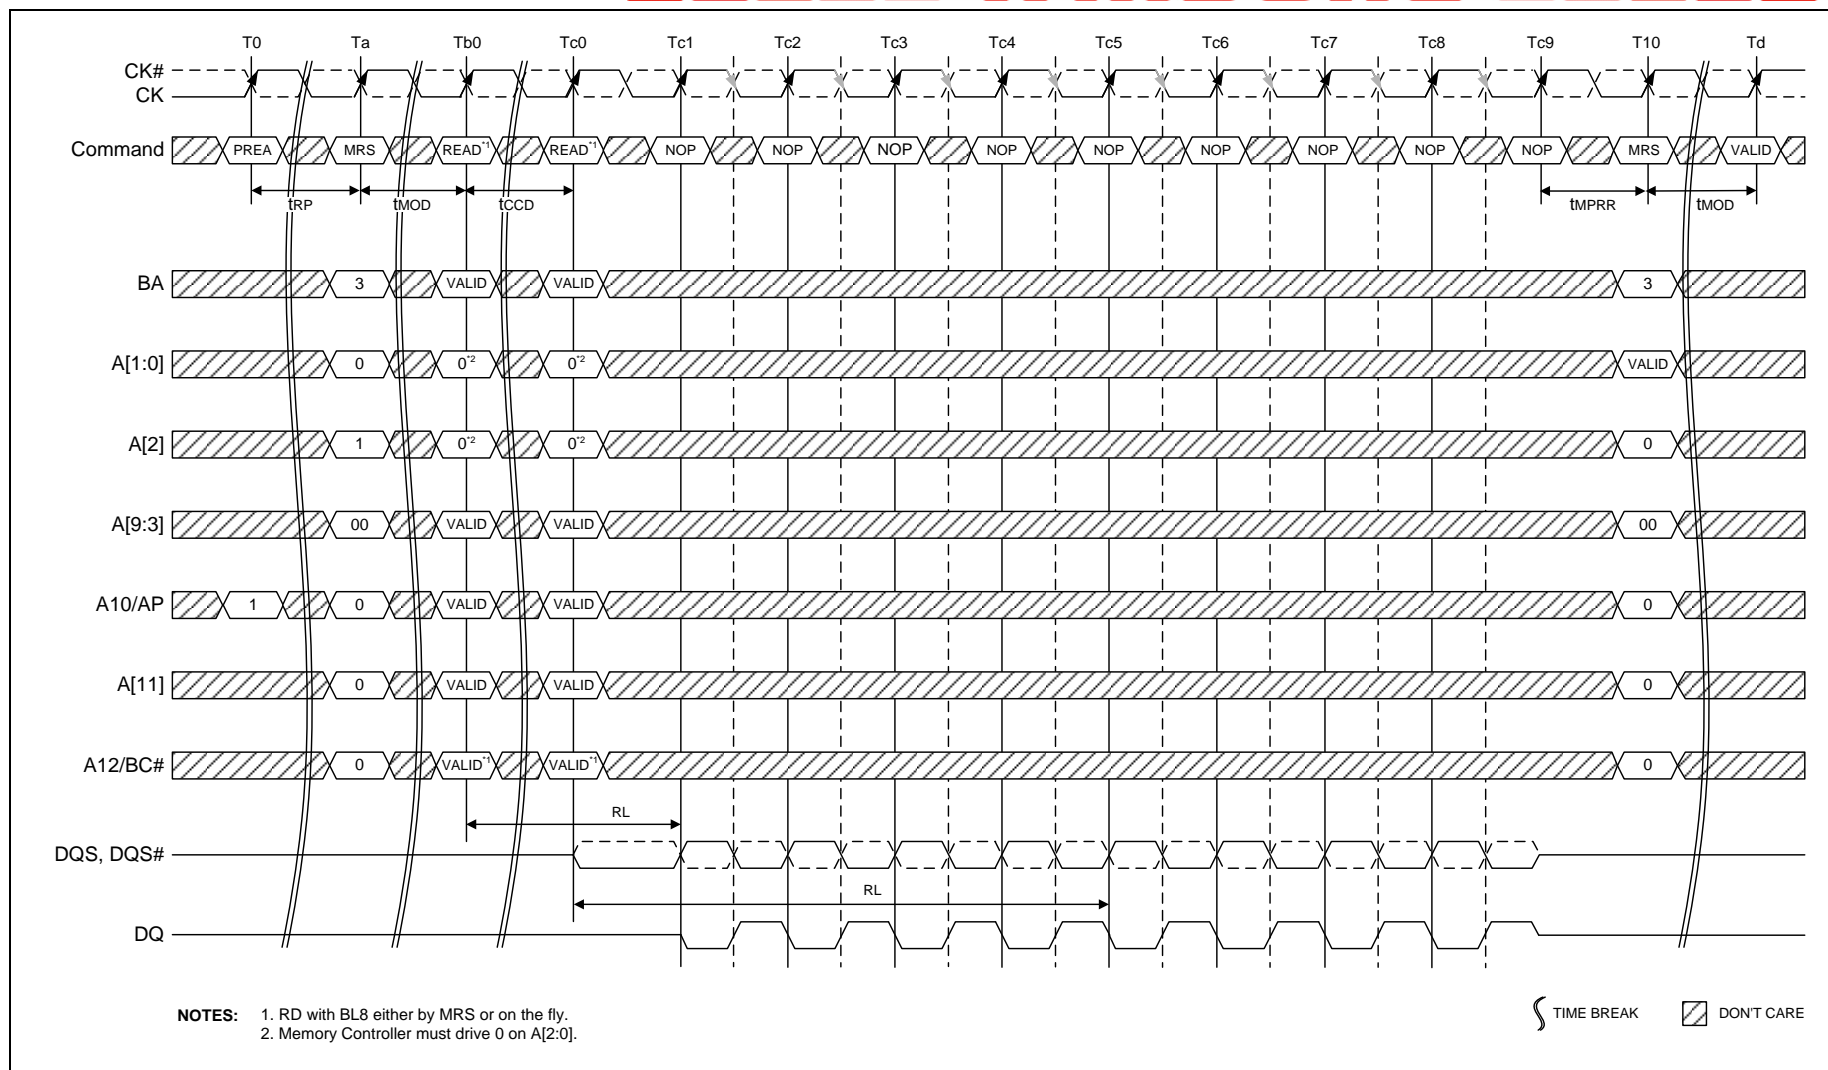 T0 Ta Tb0 Tc0 Tc1 Tc2 Tc3 Tc4 Tc5 Tc6 Tc7 Tc8 Tc9 T10 Td
CK#
CK
Command PREA MRS READ*1 READ*1 NOP NOP NOP NOP NOP NOP NOP NOP NOP MRS VALID
tRP tMOD tCCD tMPRR tMOD
BA 3 VALID VALID 3
A[1:0] 0 0*2 0*2 VALID
A[2] 1 0*2 0*2 0
A[9:3] 00 VALID VALID 00
A10/AP 1 0 VALID VALID 0
A[11] 0 VALID VALID 0
A12/BC# 0 VALID*1 VALID*1 0
RL
DQS, DQS#
RL
DQ
NOTES: 1. RD with BL8 either by MRS or on the fly.
2. Memory Controller must drive 0 on A[2:0].
TIME BREAK DON'T CARE